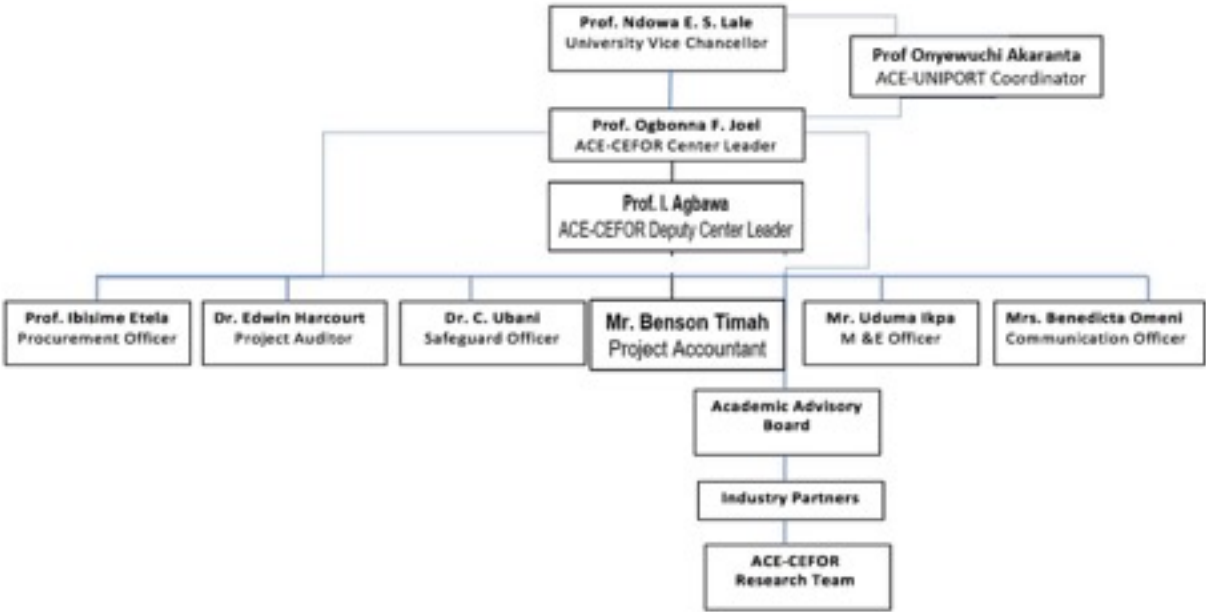 Prof. Ndowa E. S. Lale
University Vice Chancellor
Prof Onyewuchi Akaranta
ACE-UNIPORT Coordinator
Prof. Ogbonna F. Joel
ACE-CEFOR Center Leader
Prof. I. Agbawa
ACE-CEFOR Deputy Center Leader
Prof. Ibisime Etela
Procurement Officer
Dr. Edwin Harcourt
Project Auditor
Dr. C. Ubani
Safeguard Officer
Mr. Benson Timah
Project Accountant
Mr. Uduma Ikpa
M &E Officer
Mrs. Benedicta Omeni
Communication Officer
Academic Advisory
Board
Industry Partners
ACE-CEFOR
Research Team